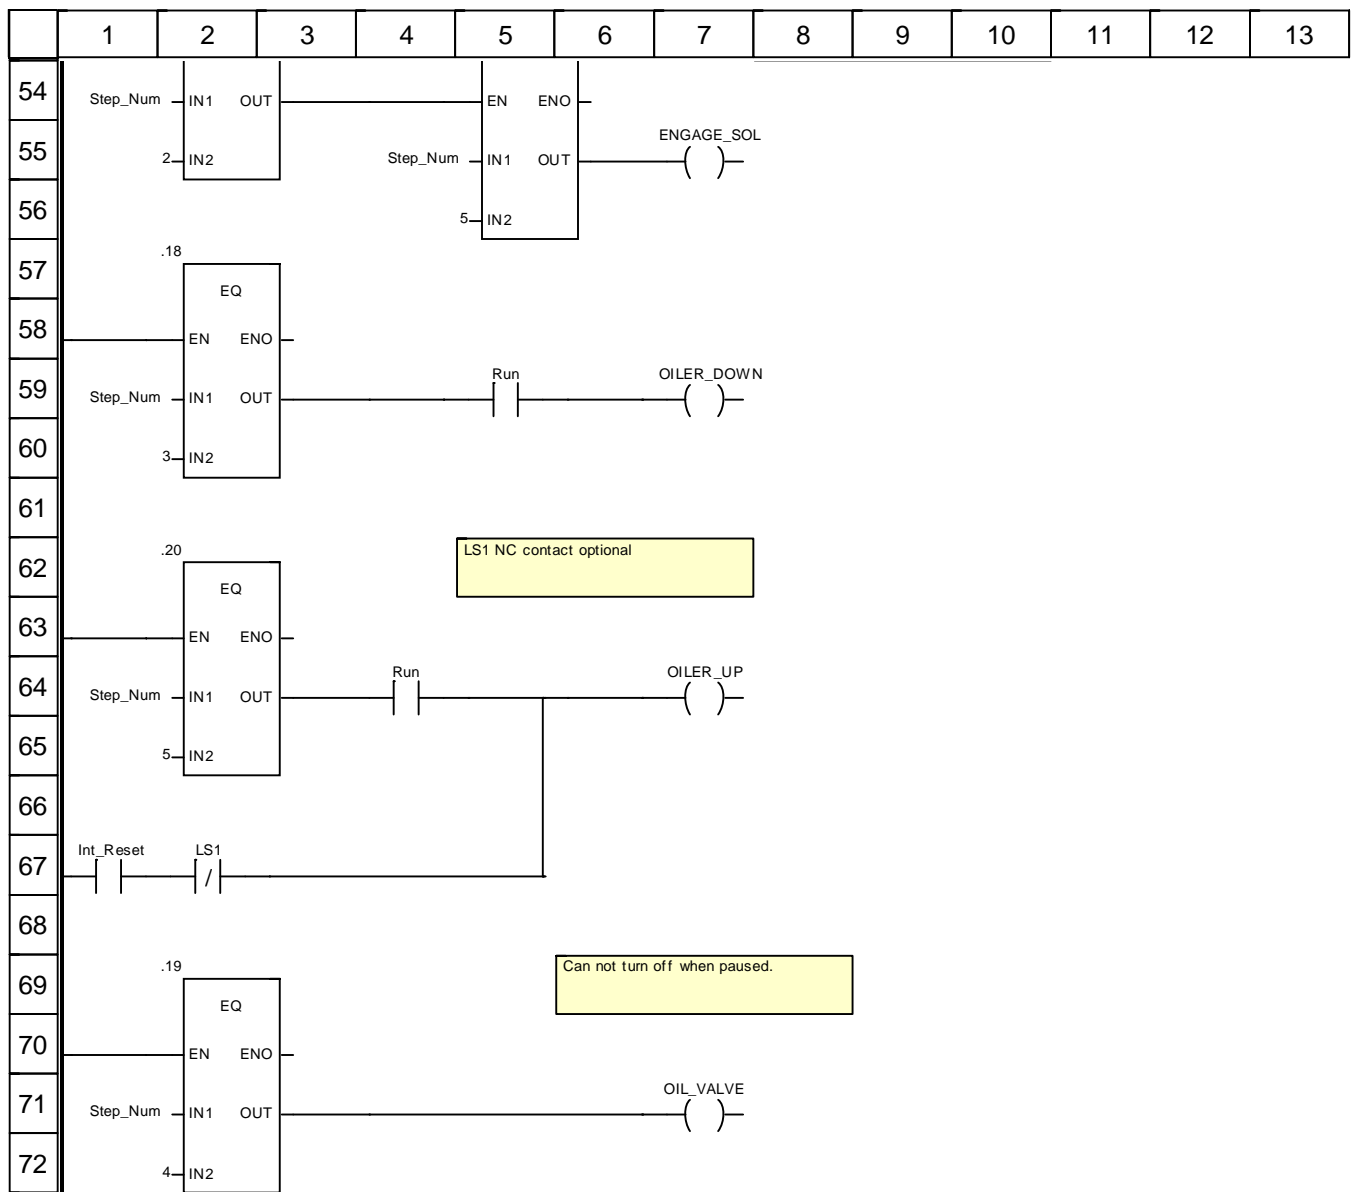 1 2 3 4 5 6 7 8 9 10 11 12 13
54 Step_Num IN1 OUT EN ENO
ENGAGE_SOL
55 2 IN2 Step_Num IN1 OUT
56 5 IN2
.18
57 EQ
58 EN ENO
Run OILER_DOWN
59 Step_Num IN1 OUT
60 3 IN2
61
.20 LS1 NC contact optional
62 EQ
63 EN ENO
Run OILER_UP
64 Step_Num IN1 OUT
65 5 IN2
66
Int_Reset LS1
67 /
68
.19 Can not turn off when paused.
69 EQ
70 EN ENO
OIL_VALVE
71 Step_Num IN1 OUT
72 4 IN2